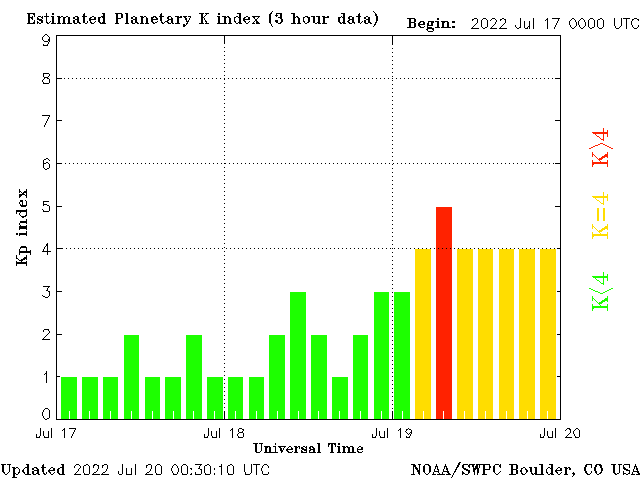 Estimated Planetary K index (3 hour data)
Begin: 2022 Jul 17 0000 UTC
9
8
7
6
5
4
3
2
1
0
Kp index
K>4
K=4
K<4
Jul 17
Jul 18
Jul 19
Jul 20
Universal Time
Updated 2022 Jul 20 00:30:10 UTC
NOAA/SWPC Boulder, CO USA